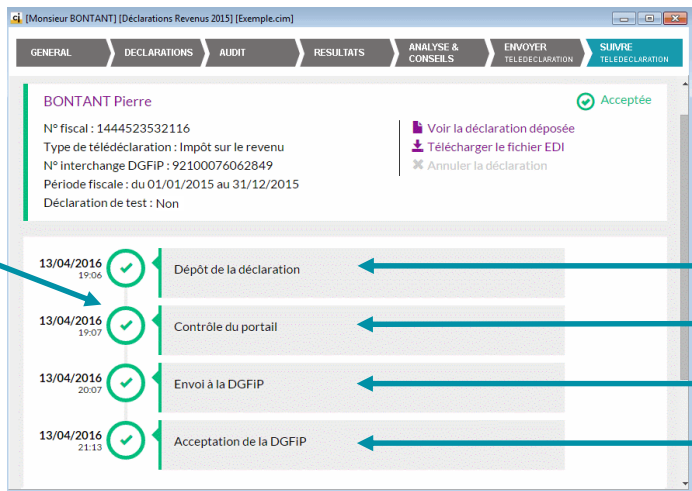 cj [Monsieur BONTANT] [Déclarations Revenus 2015] [Exemple.cim]
GENERAL
DECLARATIONS
AUDIT
RESULTATS
ANALYSE &
CONSEILS
ENVOYER
TELEDECLARATION
SUIVRE
TELEDECLARATION
BONTANT Pierre
Acceptée
N° fiscal : 1444523532116
Type de télédéclaration : Impôt sur le revenu
N° interchange DGFiP : 92100076062849
Période fiscale : du 01/01/2015 au 31/12/2015
Déclaration de test : Non
Voir la déclaration déposée
Télécharger le fichier EDI
Annuler la déclaration
13/04/2016
19:06
Dépôt de la déclaration
13/04/2016
19:07
Contrôle du portail
13/04/2016
20:07
Envoi à la DGFiP
13/04/2016
21:13
Acceptation de la DGFiP